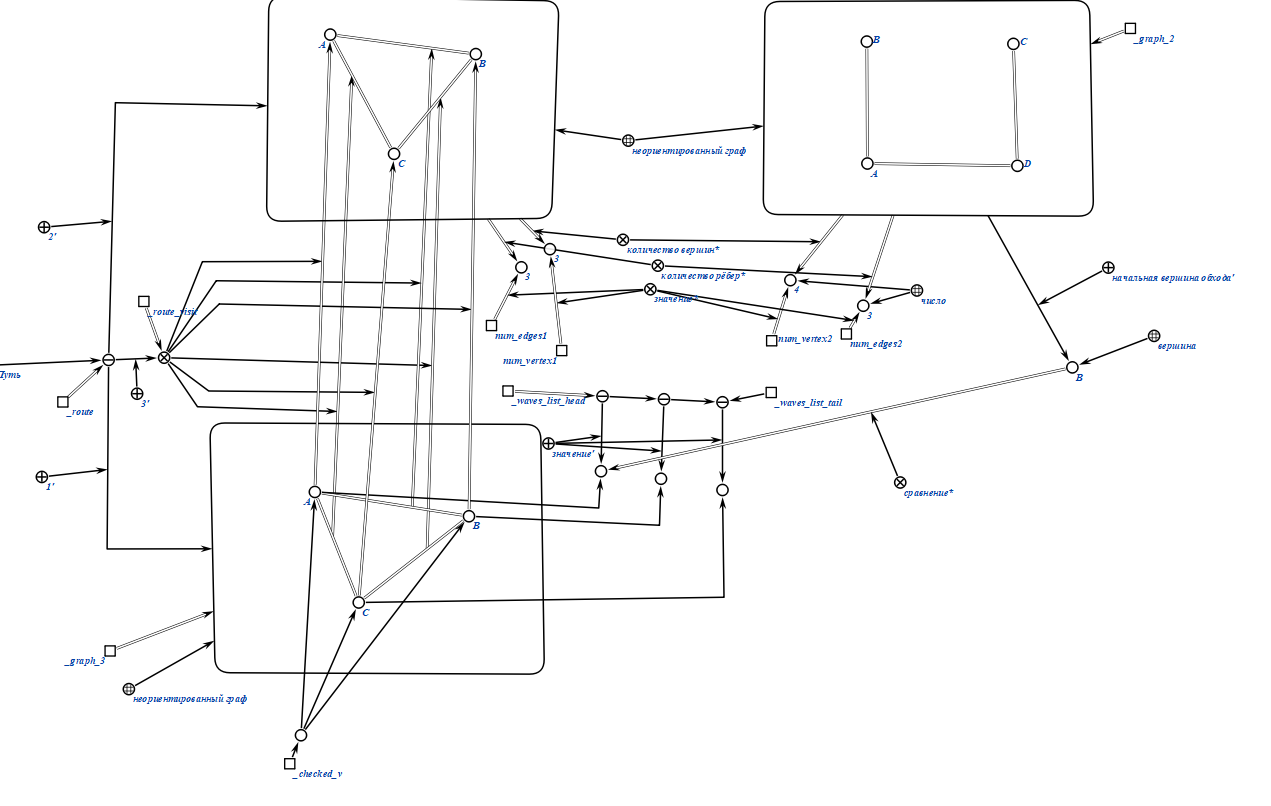 A
B
C
B
C
A
D
_graph_2
неориентированный граф
2'
количество вершин*
3
количество рёбер*
3
значение*
4
3
число
начальная вершина обхода'
_route_visit
num_edges1
num_vertex1
num_vertex2
num_edges2
вершина
Путь
B
_route
3'
_waves_list_head
_waves_list_tail
значение'
1'
A
B
сравнение*
C
_graph_3
неориентированный граф
_checked_v